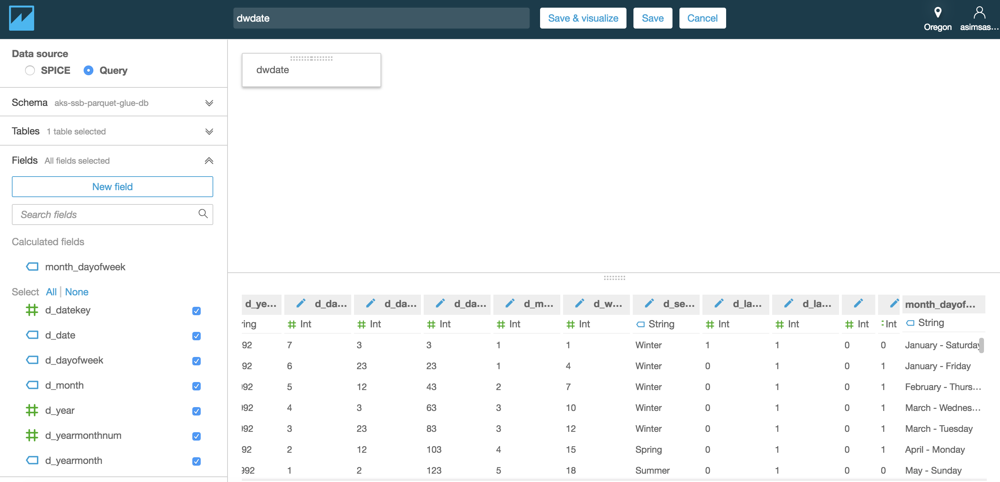 dwdate
Save & visualize
Save
Cancel
Oregon
asimsas...
Data source
SPICE
Query
Schema aks-ssb-parquet-glue-db
Tables 1 table selected
Fields All fields selected
New field
Search fields
Calculated fields
month_dayofweek
Select All | None
d_datekey
d_date
d_dayofweek
d_month
d_year
d_yearmonthnum
d_yearmonth
dwdate
d_ye... d_da... d_da... d_da... d_m... d_w... d_se... d_la... d_la... month_dayof...
ring Int Int Int Int Int String Int Int Int Int String
92 7 3 3 1 1 Winter 1 1 0 0 January - Saturday
92 6 23 23 1 4 Winter 0 1 0 1 January - Friday
992 5 12 43 2 7 Winter 0 1 0 1 February - Thurs...
992 4 3 63 3 10 Winter 0 1 0 1 March - Wednes...
992 3 23 83 3 12 Winter 0 1 0 1 March - Tuesday
92 2 12 103 4 15 Spring 0 1 0 1 April - Monday
992 1 2 123 5 18 Summer 0 1 0 0 May - Sunday